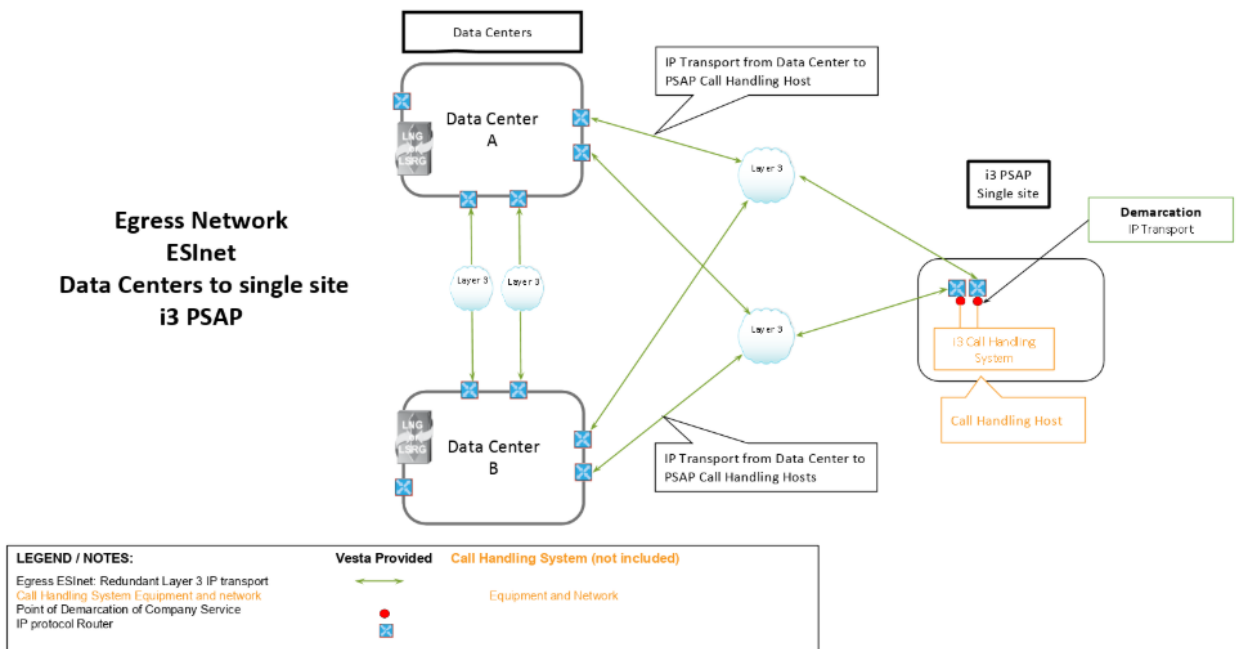 Data Centers
IP Transport from Data Center to
PSAP Call Handling Host
Data Center
A
LNG
LSRG
Layer 3
i3 PSAP
Single site
Demarcation
IP Transport
Egress Network
ESInet
Data Centers to single site
i3 PSAP
Layer 3
Layer 3
Layer 3
i3 Call Handling
System
Call Handling Host
LNG
LSRG
Data Center
B
IP Transport from Data Center to
PSAP Call Handling Hosts
LEGEND / NOTES:
Vesta Provided
Call Handling System (not included)
Egress ESInet: Redundant Layer 3 IP transport
Call Handling System Equipment and network
Equipment and Network
Point of Demarcation of Company Service
IP protocol Router